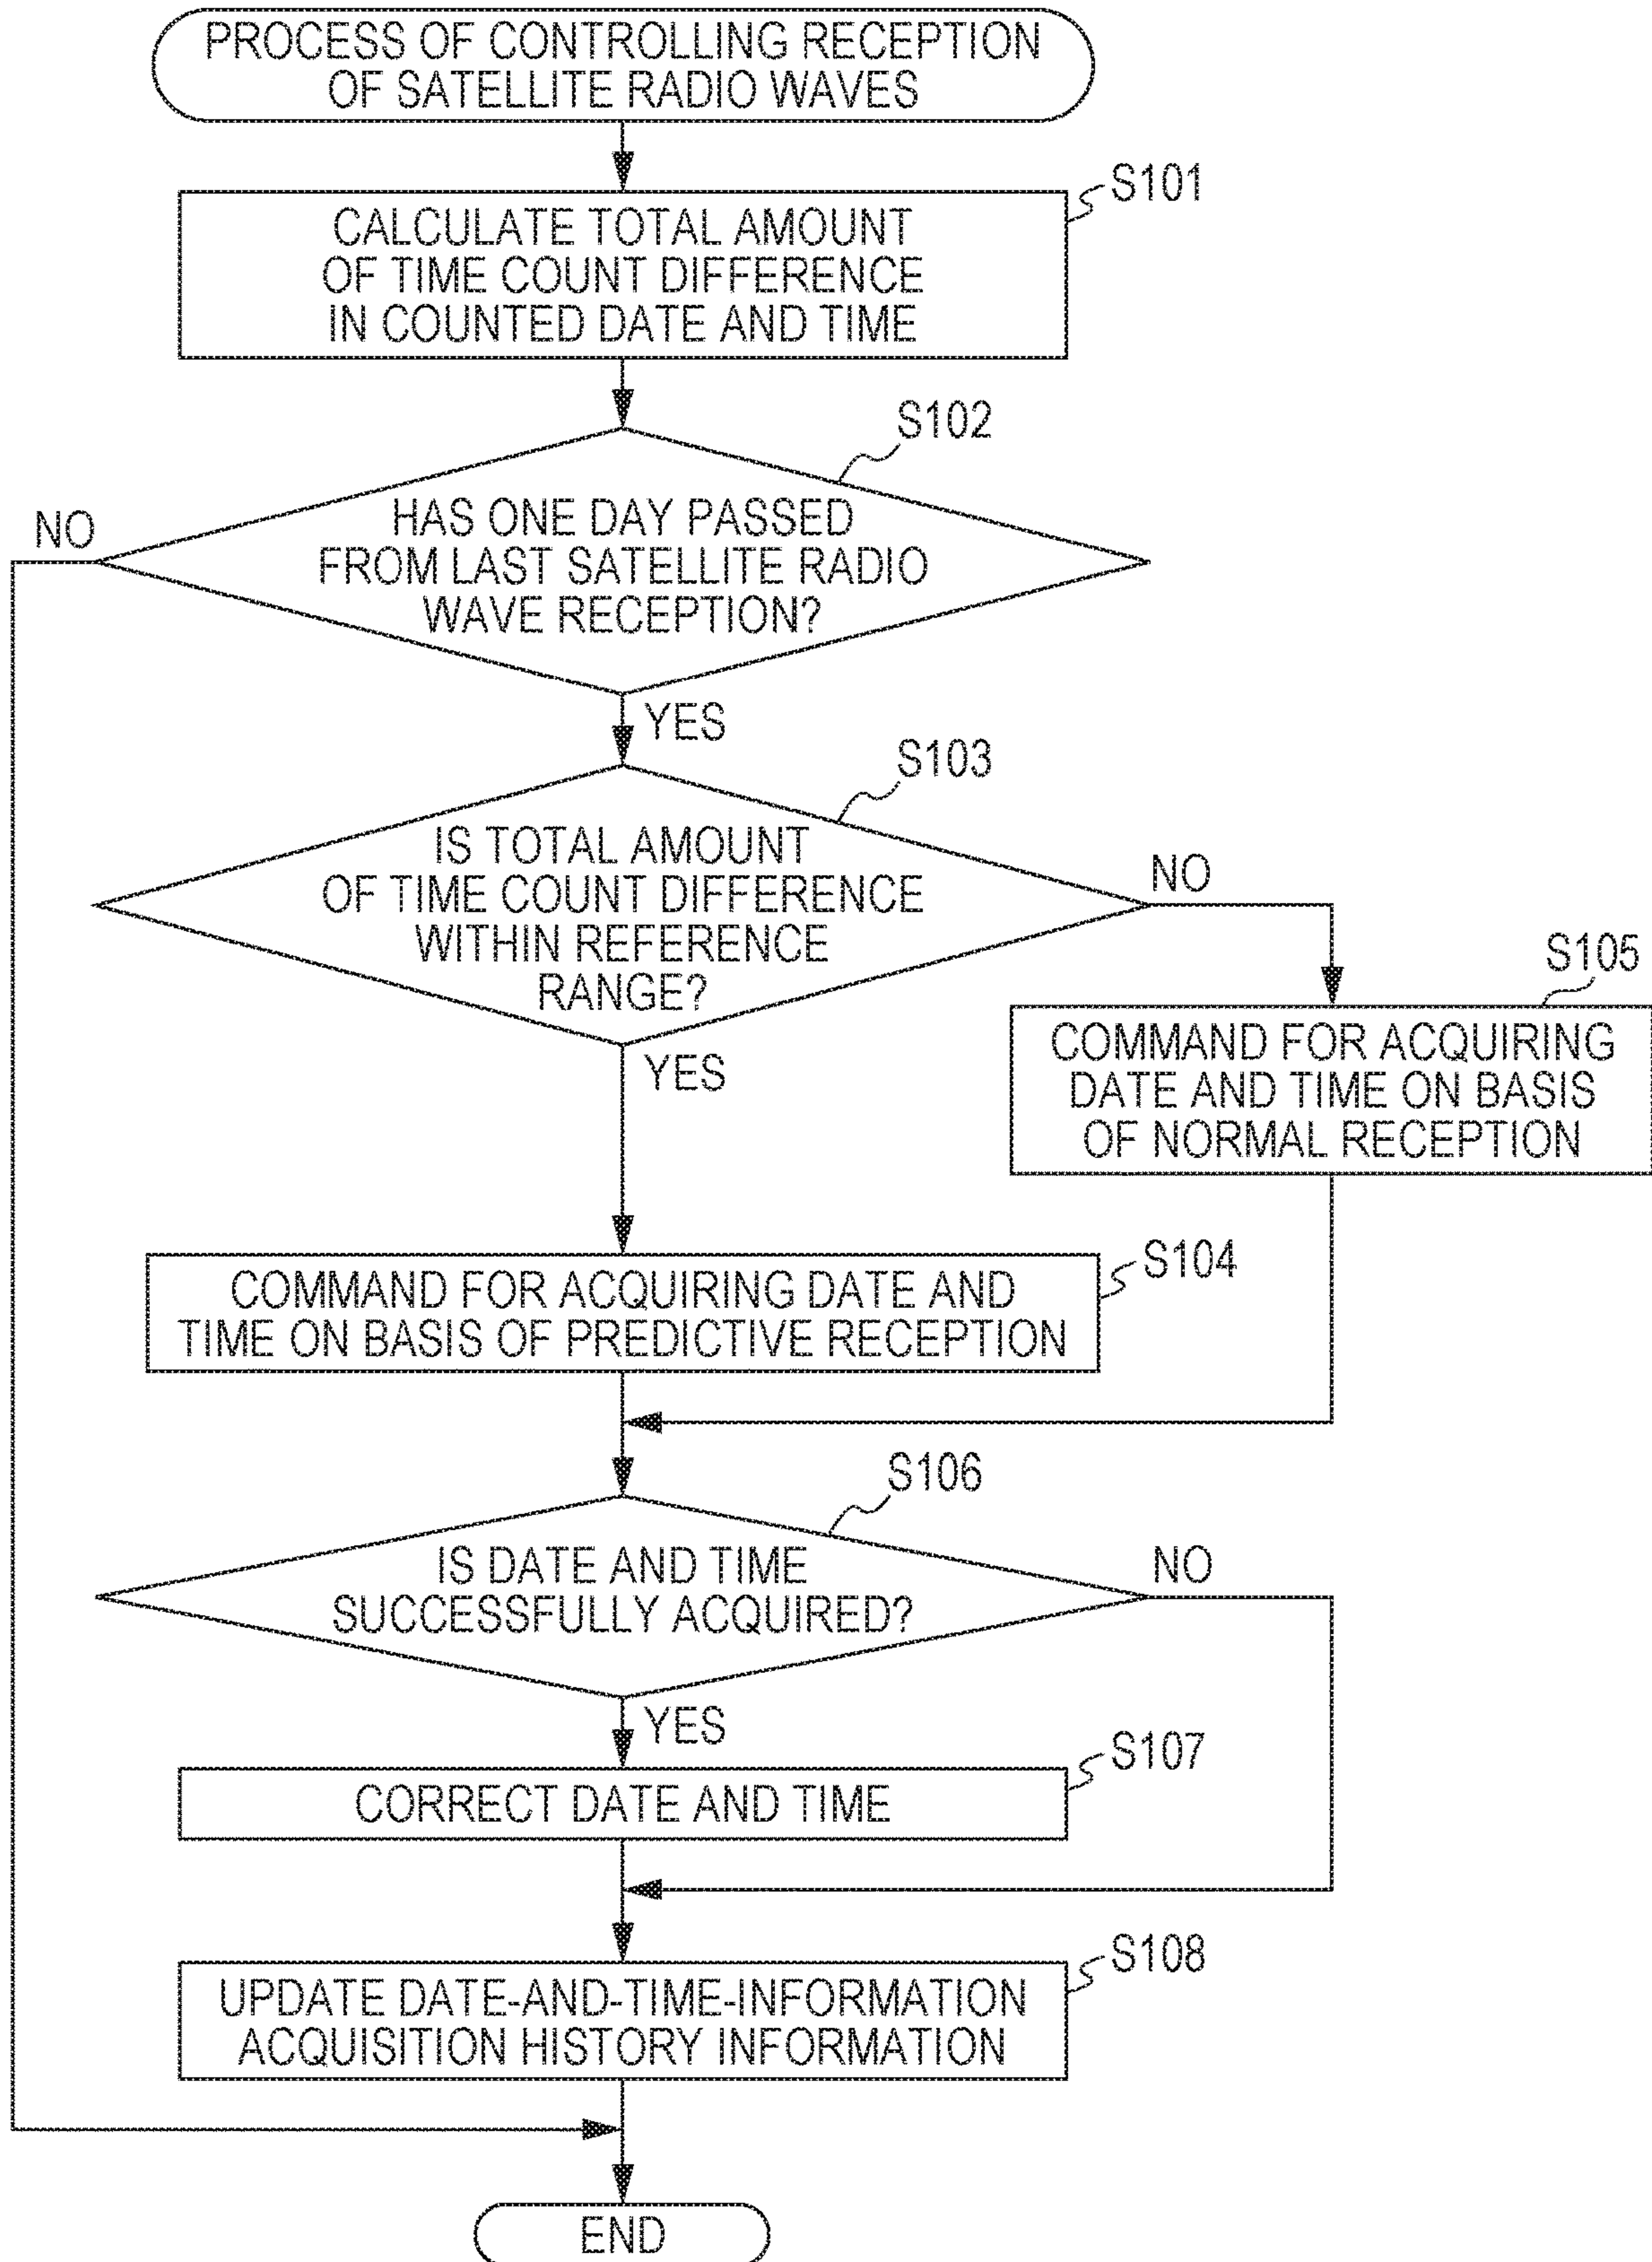 PROCESS OF CONTROLLING RECEPTION
OF SATELLITE RADIO WAVES
S101
CALCULATE TOTAL AMOUNT
OF TIME COUNT DIFFERENCE
IN COUNTED DATE AND TIME
S102
HAS ONE DAY PASSED
FROM LAST SATELLITE RADIO
WAVE RECEPTION?
NO
YES
S103
IS TOTAL AMOUNT
OF TIME COUNT DIFFERENCE
WITHIN REFERENCE
RANGE?
NO
YES
S105
COMMAND FOR ACQUIRING
DATE AND TIME ON BASIS
OF NORMAL RECEPTION
S104
COMMAND FOR ACQUIRING DATE AND
TIME ON BASIS OF PREDICTIVE RECEPTION
S106
IS DATE AND TIME
SUCCESSFULLY ACQUIRED?
NO
YES
S107
CORRECT DATE AND TIME
S108
UPDATE DATE-AND-TIME-INFORMATION
ACQUISITION HISTORY INFORMATION
END